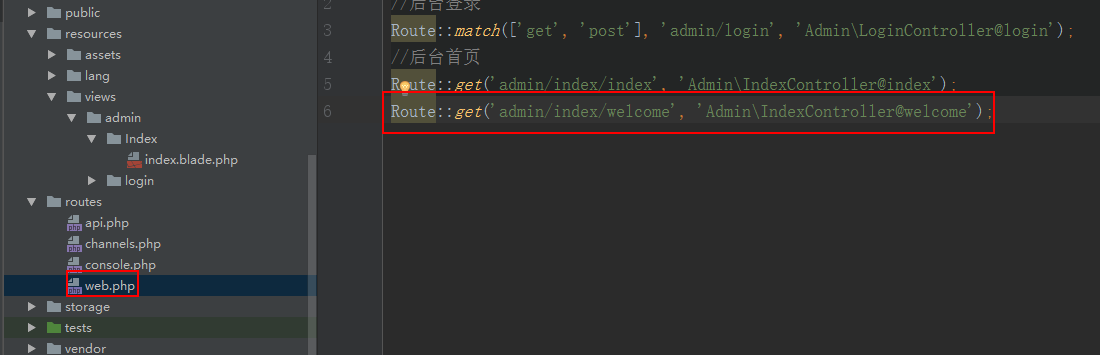 public
resources
assets
lang
views
admin
Index
index.blade.php
login
routes
api.php
channels.php
console.php
web.php
storage
tests
vendor
2 //后台登录
3 Route::match(['get', 'post'], 'admin/login', 'Admin\LoginController@login');
4 //后台首页
5 Route::get('admin/index/index', 'Admin\IndexController@index');
6 Route::get('admin/index/welcome', 'Admin\IndexController@welcome');